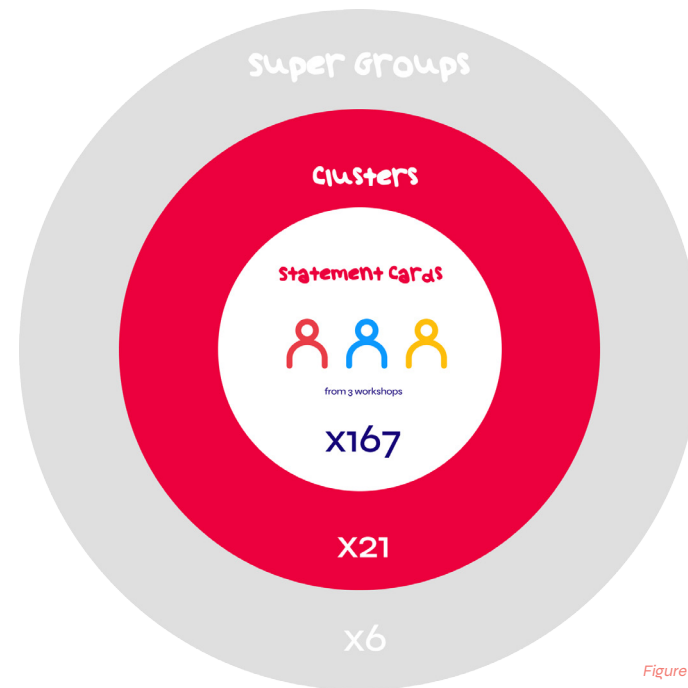 Super Groups
Clusters
Statement Cards
from 3 workshops
x167
x21
x6
Figure